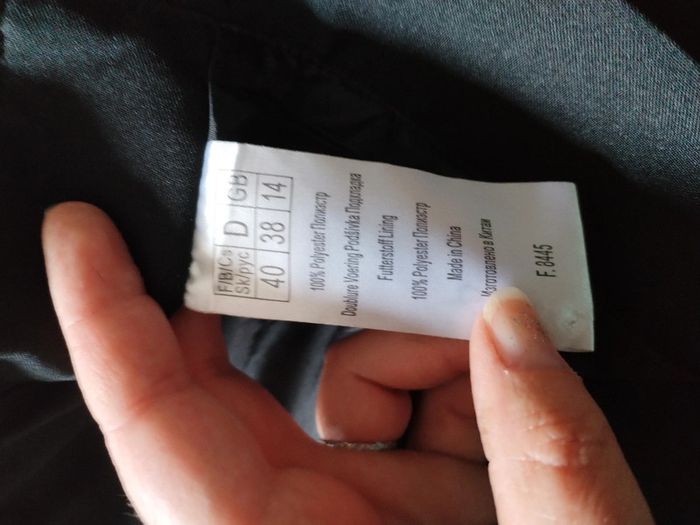 F/B/Cs Sk/рус D GB
40 38 14
100% Polyester Полиэстр
Doublure Voering Podšívka Подкладка
Futterstoff Lining
100% Polyester Полиэстр
Made in China
Изготовлено в Китаи
F. 8445